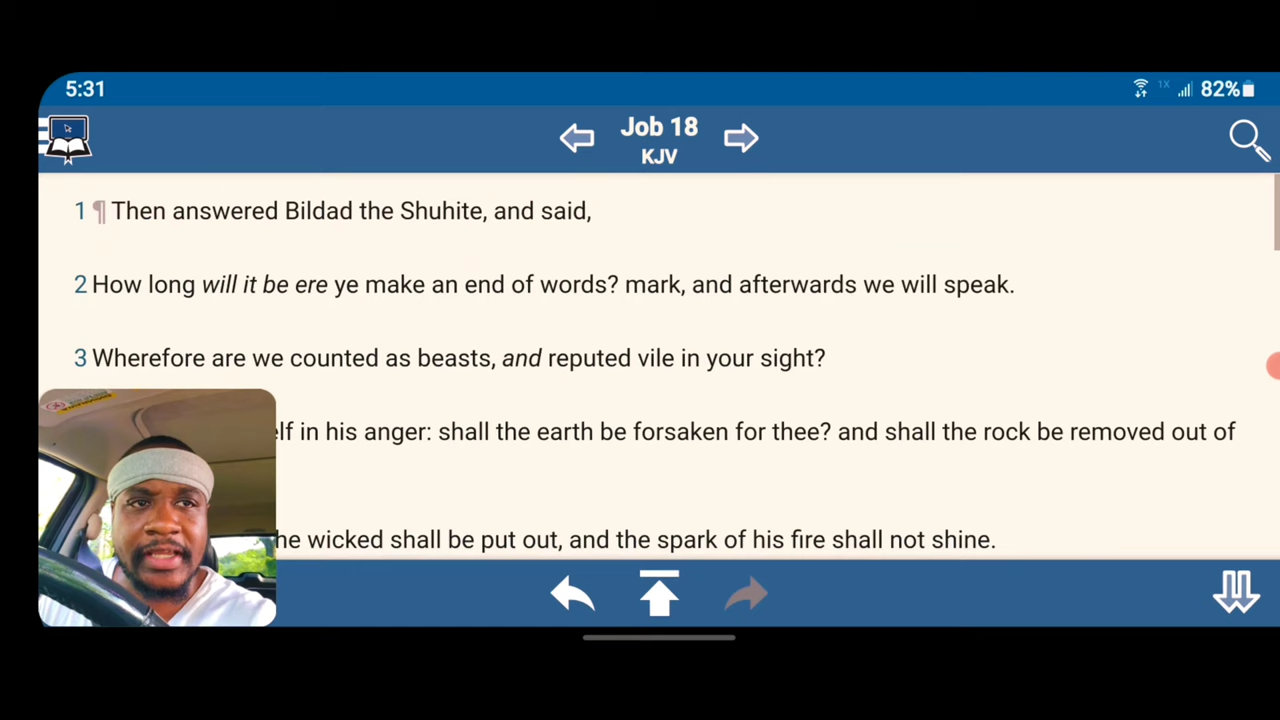 5:31
1X
82%
Job 18
KJV
1 ¶ Then answered Bildad the Shuhite, and said,
2 How long will it be ere ye make an end of words? mark, and afterwards we will speak.
3 Wherefore are we counted as beasts, and reputed vile in your sight?
lf in his anger: shall the earth be forsaken for thee? and shall the rock be removed out of
he wicked shall be put out, and the spark of his fire shall not shine.